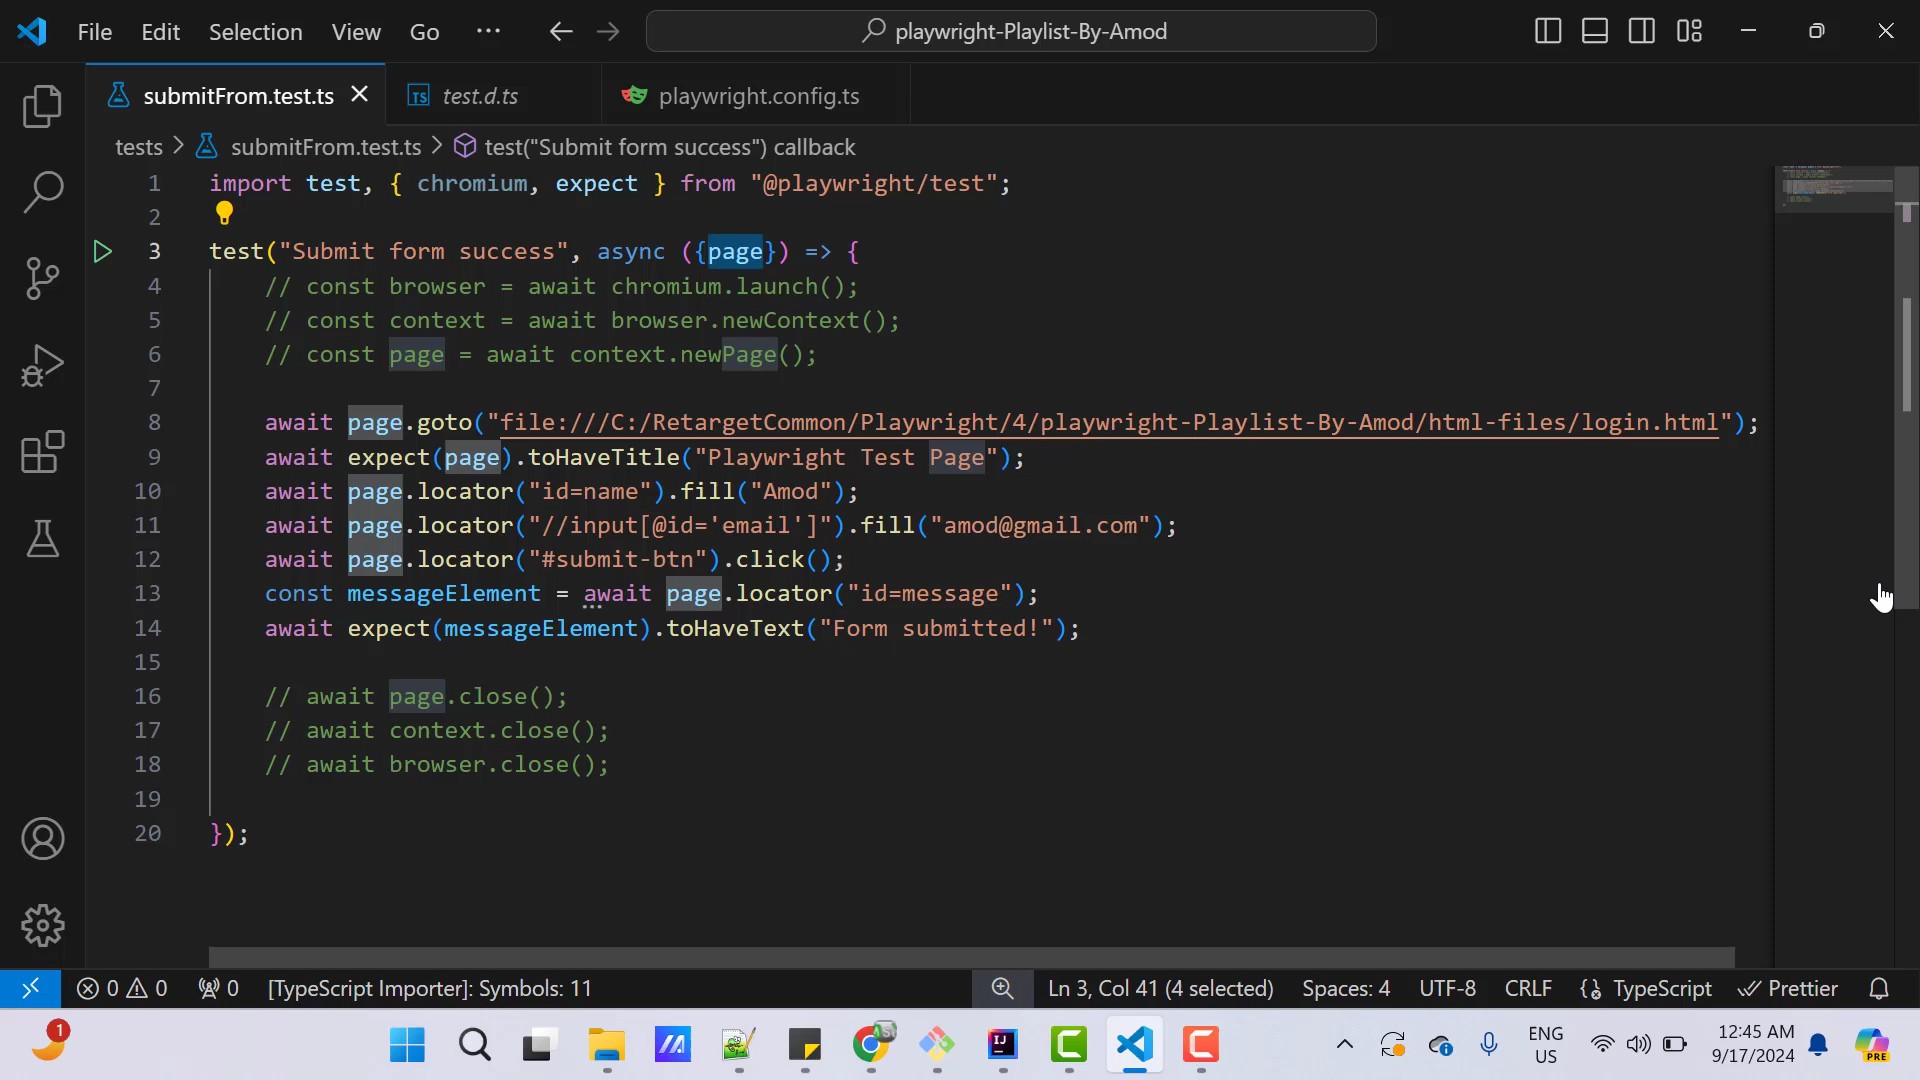 File Edit Selection View Go ··· playwright-Playlist-By-Amod
submitFrom.test.ts test.d.ts playwright.config.ts
tests > submitFrom.test.ts > test("Submit form success") callback
1 import test, { chromium, expect } from "@playwright/test";
2
3 test("Submit form success", async ({page}) => {
4 // const browser = await chromium.launch();
5 // const context = await browser.newContext();
6 // const page = await context.newPage();
7
8 await page.goto("file:///C:/RetargetCommon/Playwright/4/playwright-Playlist-By-Amod/html-files/login.html");
9 await expect(page).toHaveTitle("Playwright Test Page");
10 await page.locator("id=name").fill("Amod");
11 await page.locator("//input[@id='email']").fill("amod@gmail.com");
12 await page.locator("#submit-btn").click();
13 const messageElement = await page.locator("id=message");
14 await expect(messageElement).toHaveText("Form submitted!");
15
16 // await page.close();
17 // await context.close();
18 // await browser.close();
19
20 });
0 0 0 [TypeScript Importer]: Symbols: 11 Ln 3, Col 41 (4 selected) Spaces: 4 UTF-8 CRLF TypeScript Prettier
1 ENG 12:45 AM
US 9/17/2024 PRE